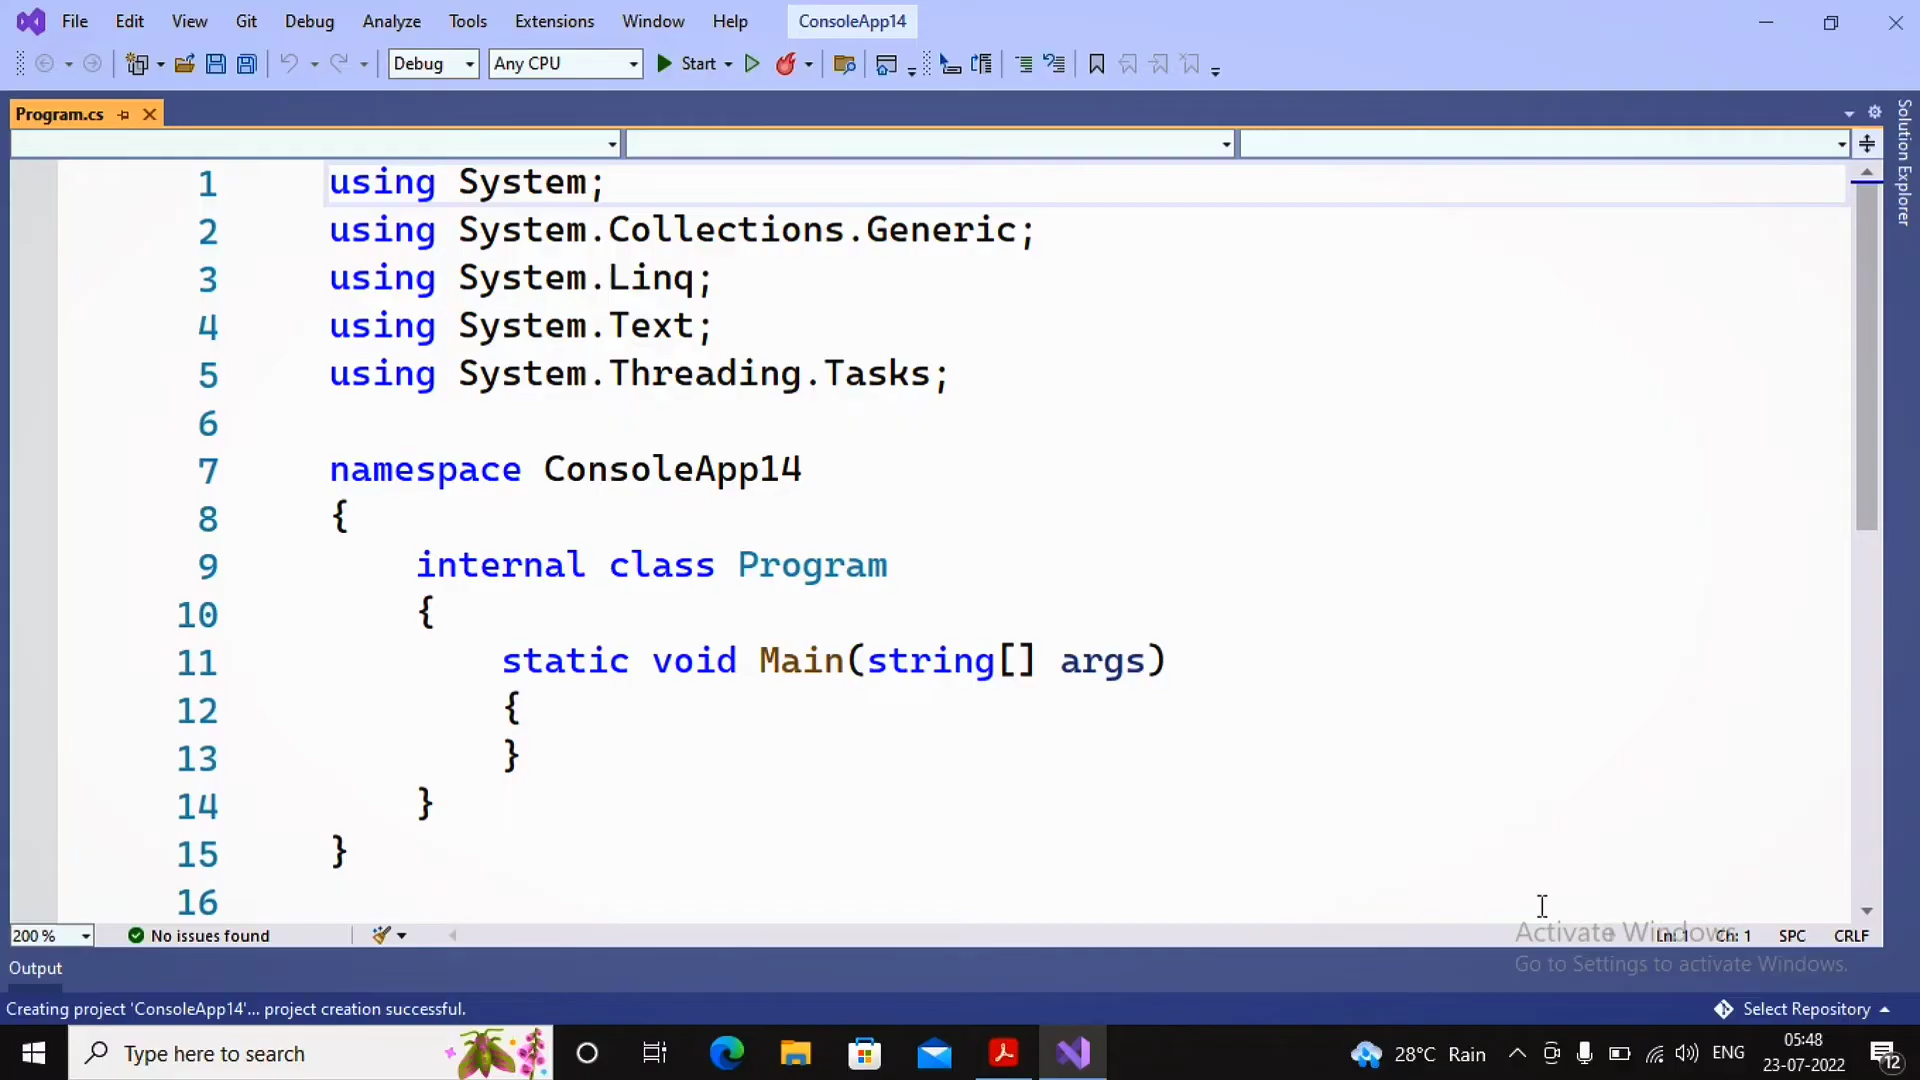 File Edit View Git Debug Analyze Tools Extensions Window Help ConsoleApp14
Debug Any CPU Start
Program.cs
Solution Explorer
1 using System;
2 using System.Collections.Generic;
3 using System.Linq;
4 using System.Text;
5 using System.Threading.Tasks;
6
7 namespace ConsoleApp14
8 {
9 internal class Program
10 {
11 static void Main(string[] args)
12 {
13 }
14 }
15 }
16
Activate Windows
Go to Settings to activate Windows.
200 % No issues found Ln: 1 Ch: 1 SPC CRLF
Output
Creating project 'ConsoleApp14'... project creation successful. Select Repository
Type here to search 28°C Rain ENG 05:48
23-07-2022 12